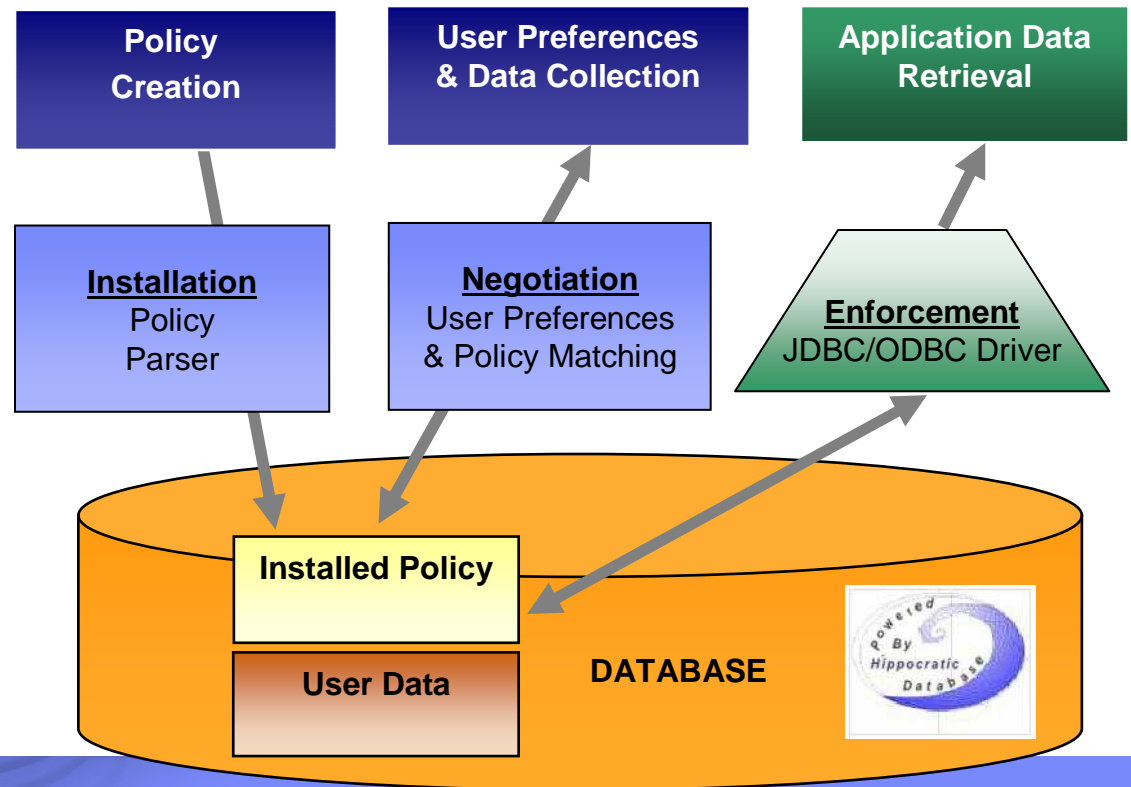 Policy
Creation
User Preferences
& Data Collection
Application Data
Retrieval
Installation
Policy
Parser
Negotiation
User Preferences
& Policy Matching
Enforcement
JDBC/ODBC Driver
Installed Policy
User Data
DATABASE
Powered
By
Hippocratic
Database